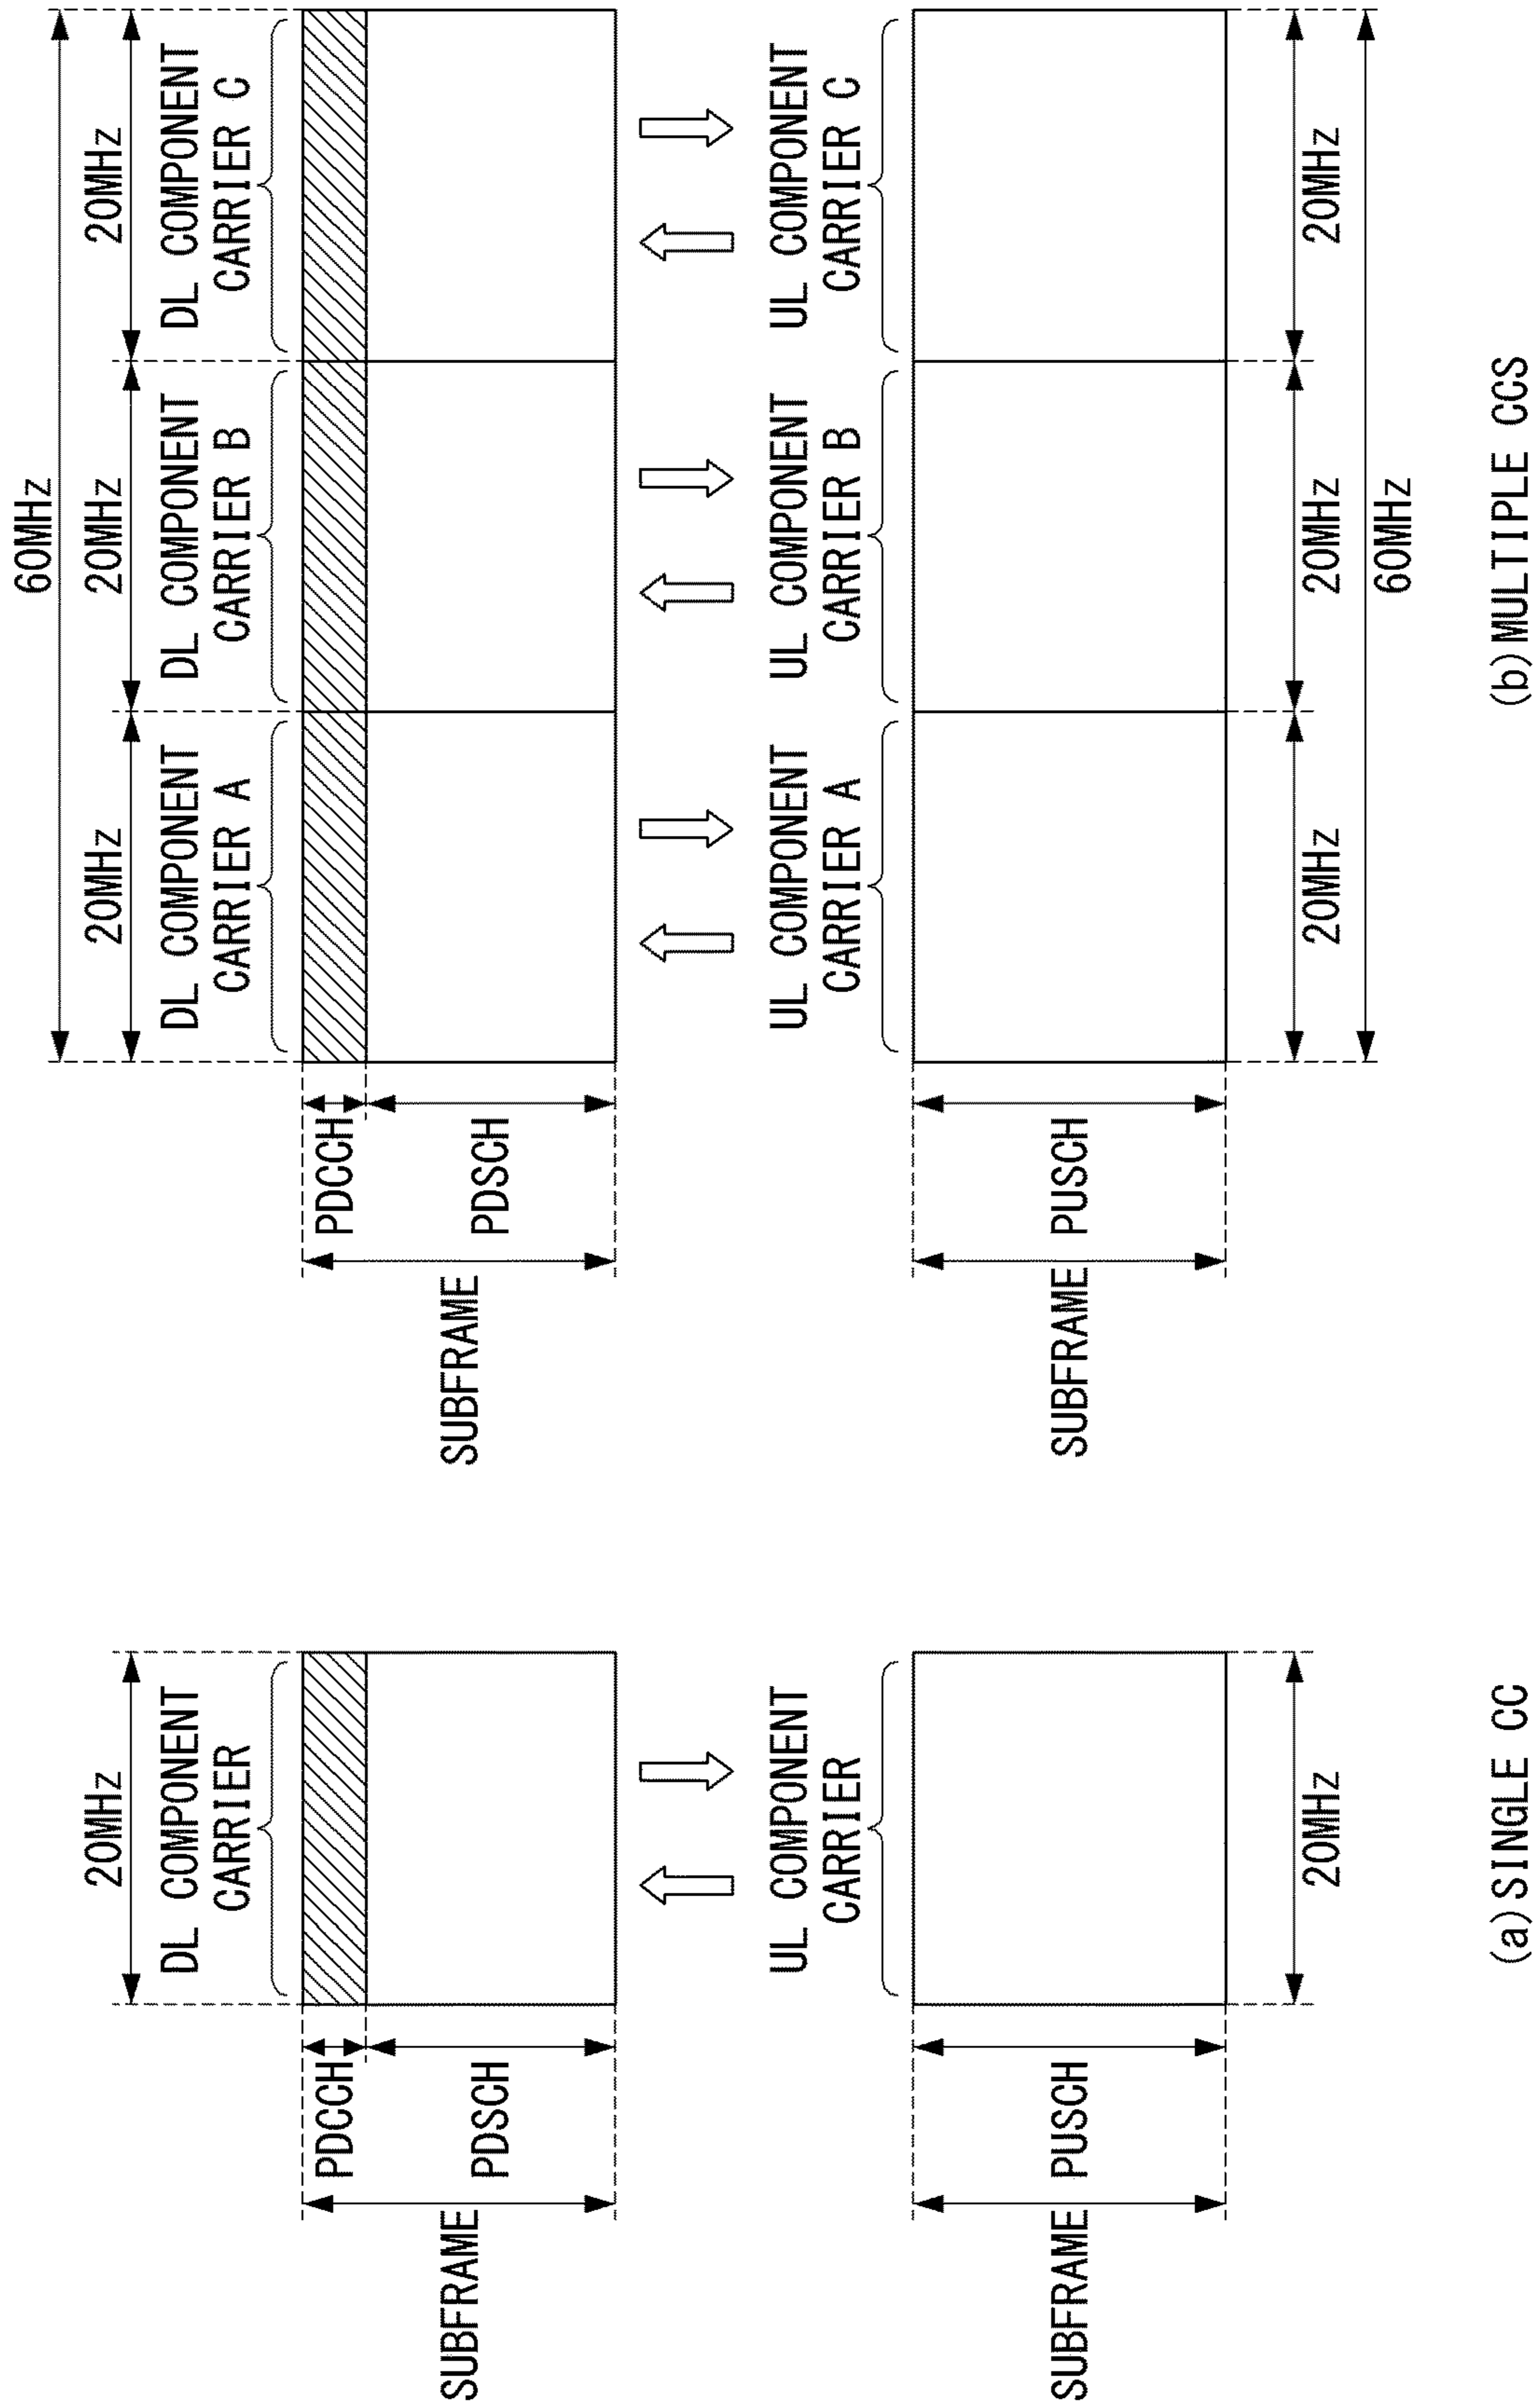 20MHz
DL COMPONENT
CARRIER
PDCCH
PDSCH
SUBFRAME
UL COMPONENT
CARRIER
PUSCH
SUBFRAME
20MHz
(a)SINGLE CC
60MHz
20MHz
20MHz
20MHz
DL COMPONENT
CARRIER A
DL COMPONENT
CARRIER B
DL COMPONENT
CARRIER C
PDCCH
PDSCH
SUBFRAME
UL COMPONENT
CARRIER A
UL COMPONENT
CARRIER B
UL COMPONENT
CARRIER C
PUSCH
SUBFRAME
20MHz
20MHz
20MHz
60MHz
(b)MULTIPLE CCS